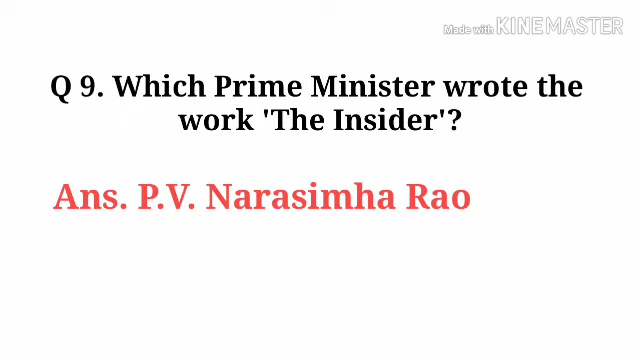 Made with KINEMASTER
Q 9. Which Prime Minister wrote the
work 'The Insider'?
Ans. P.V. Narasimha Rao